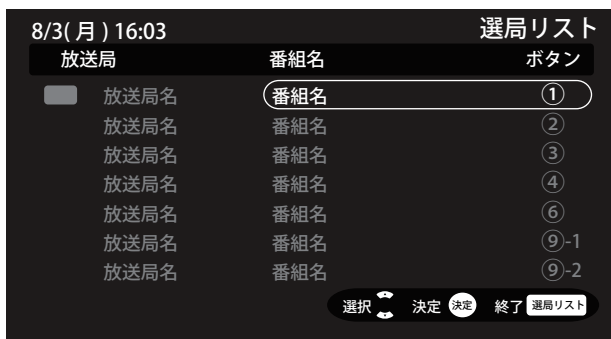 8/3( 月 ) 16:03 選局リスト
放送局 番組名 ボタン
放送局名 番組名 ①
放送局名 番組名 ②
放送局名 番組名 ③
放送局名 番組名 ④
放送局名 番組名 ⑥
放送局名 番組名 ⑨-1
放送局名 番組名 ⑨-2
選択 決定 決定 終了 選局リスト